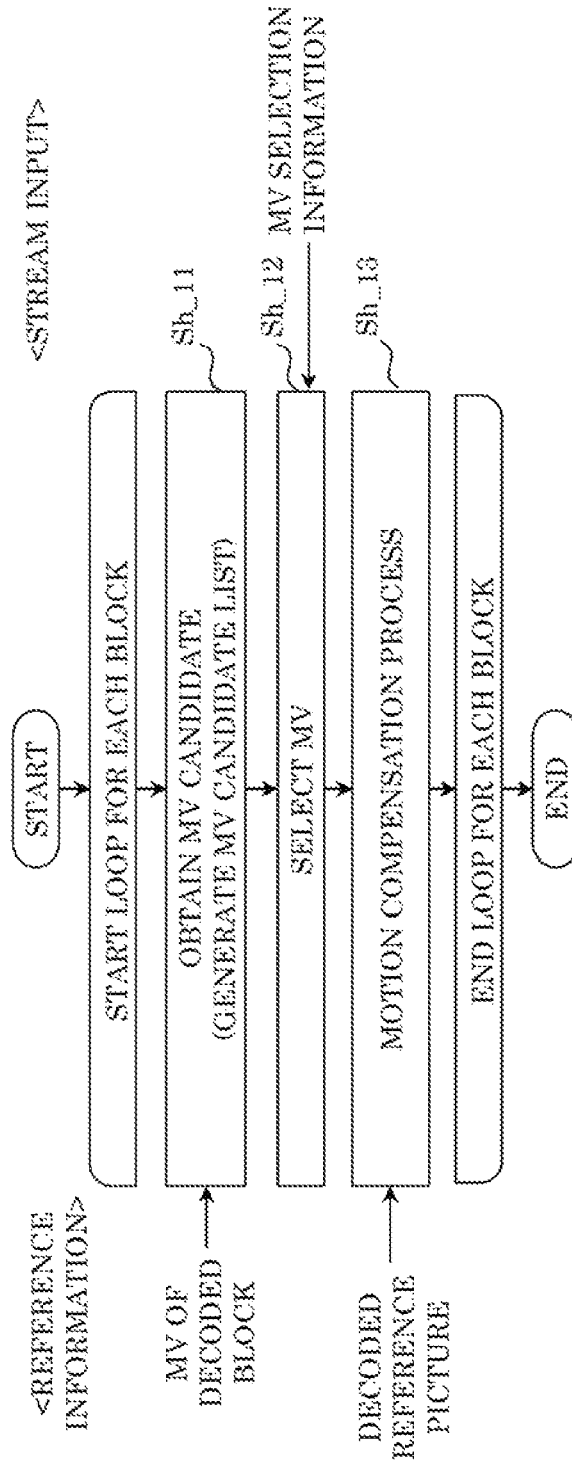 <REFERENCE
INFORMATION>
<STREAM INPUT>
START
START LOOP FOR EACH BLOCK
MV OF
DECODED
BLOCK
OBTAIN MV CANDIDATE
(GENERATE MV CANDIDATE LIST)
Sh_11
SELECT MV
Sh_12
MV SELECTION
INFORMATION
DECODED
REFERENCE
PICTURE
MOTION COMPENSATION PROCESS
Sh_13
END LOOP FOR EACH BLOCK
END